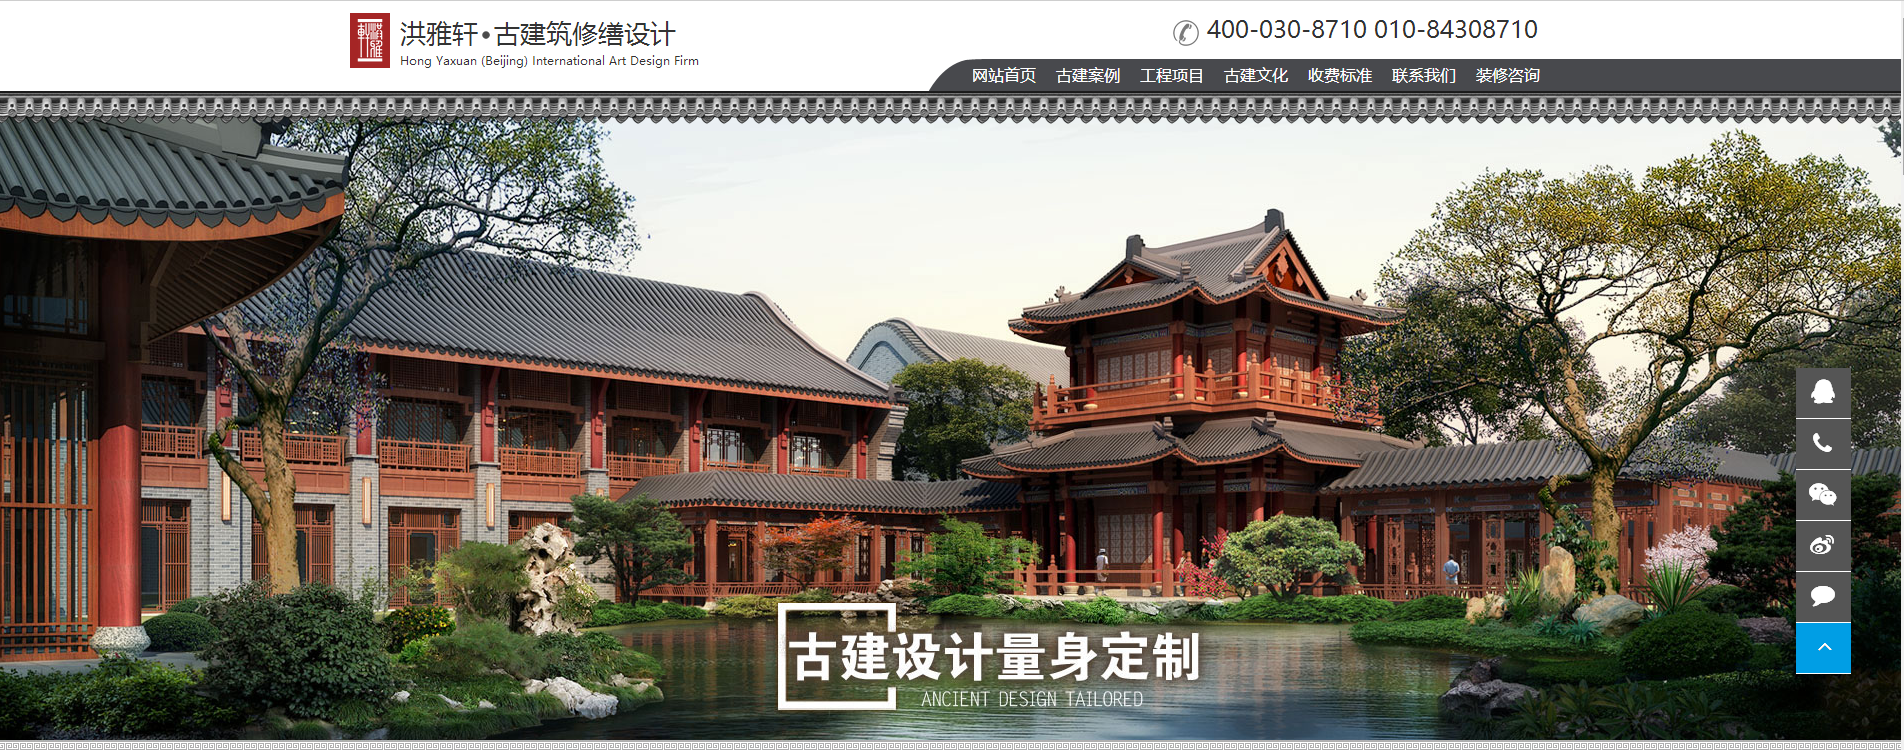 洪雅轩
洪雅轩•古建筑修缮设计
Hong Yaxuan (Beijing) International Art Design Firm
400-030-8710 010-84308710
网站首页 古建案例 工程项目 古建文化 收费标准 联系我们 装修咨询
古建设计量身定制
ANCIENT DESIGN TAILORED